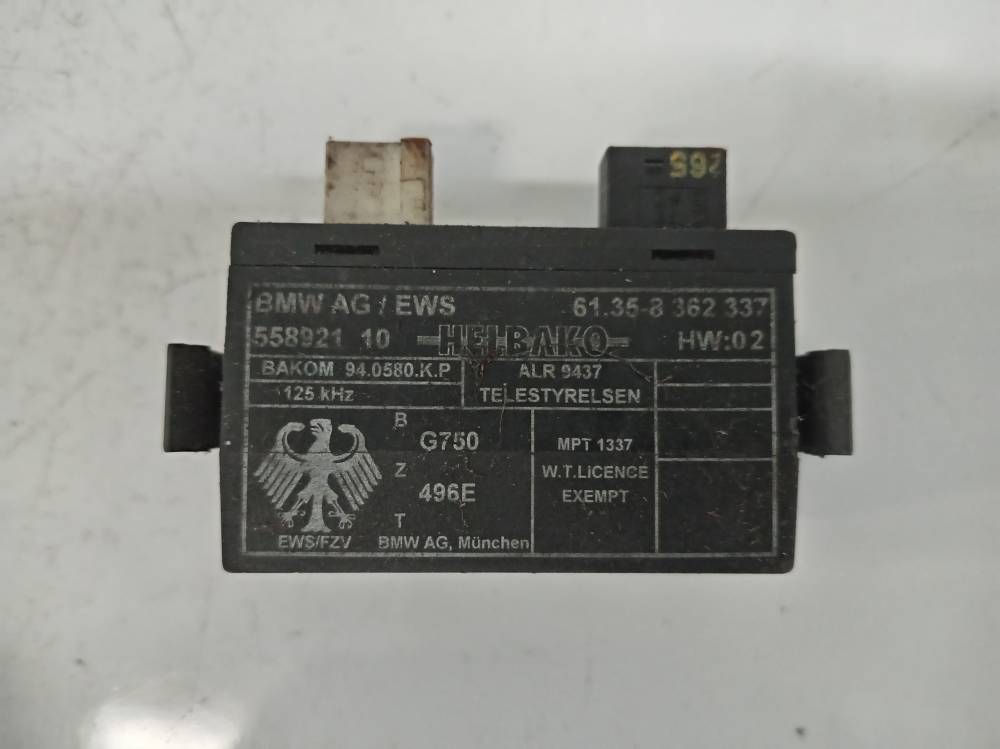 265
BMW AG / EWS 61.35-8 362 337
558921 10 HELBAKO HW:02
BAKOM 94.0580.K.P ALR 9437
125 kHz TELESTYRELSEN
B G750 MPT 1337
Z 496E W.T.LiCENCE
T EXEMPT
EWS/FZV BMW AG, München